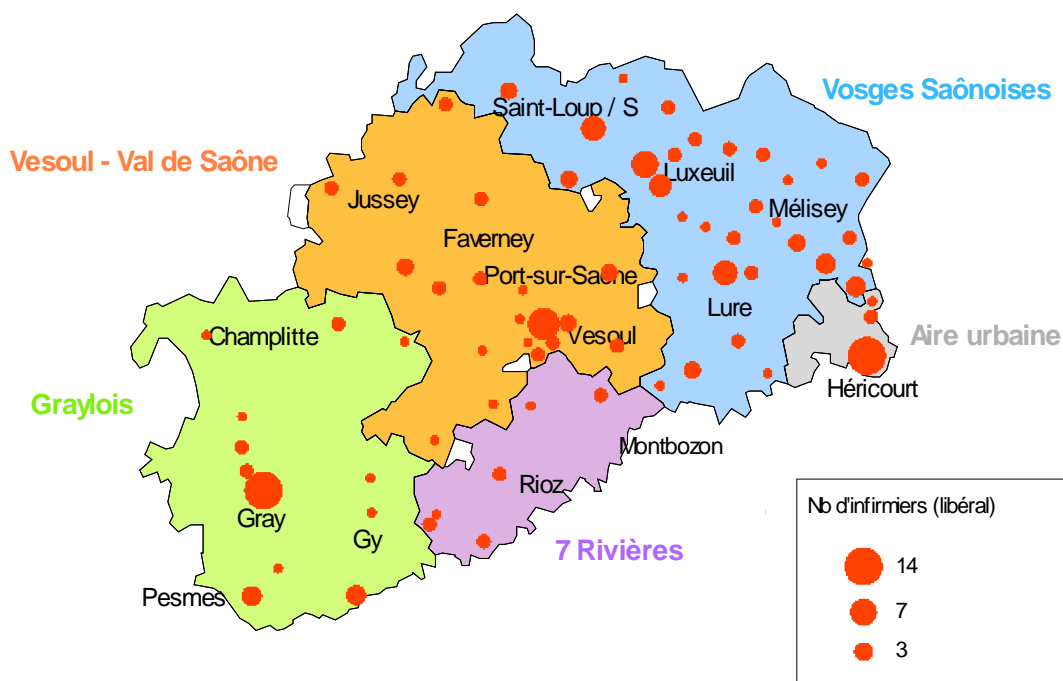 Vosges Saônoises
Saint-Loup / S
Vesoul - Val de Saône
Luxeuil
Jussey
Mélisey
Faverney
Port-sur-Saône
Lure
Champlitte
Vesoul
Aire urbaine
Héricourt
Graylois
Montbozon
Rioz
Gray
Gy
7 Rivières
Pesmes
Nb d'infirmiers (libéral)
14
7
3